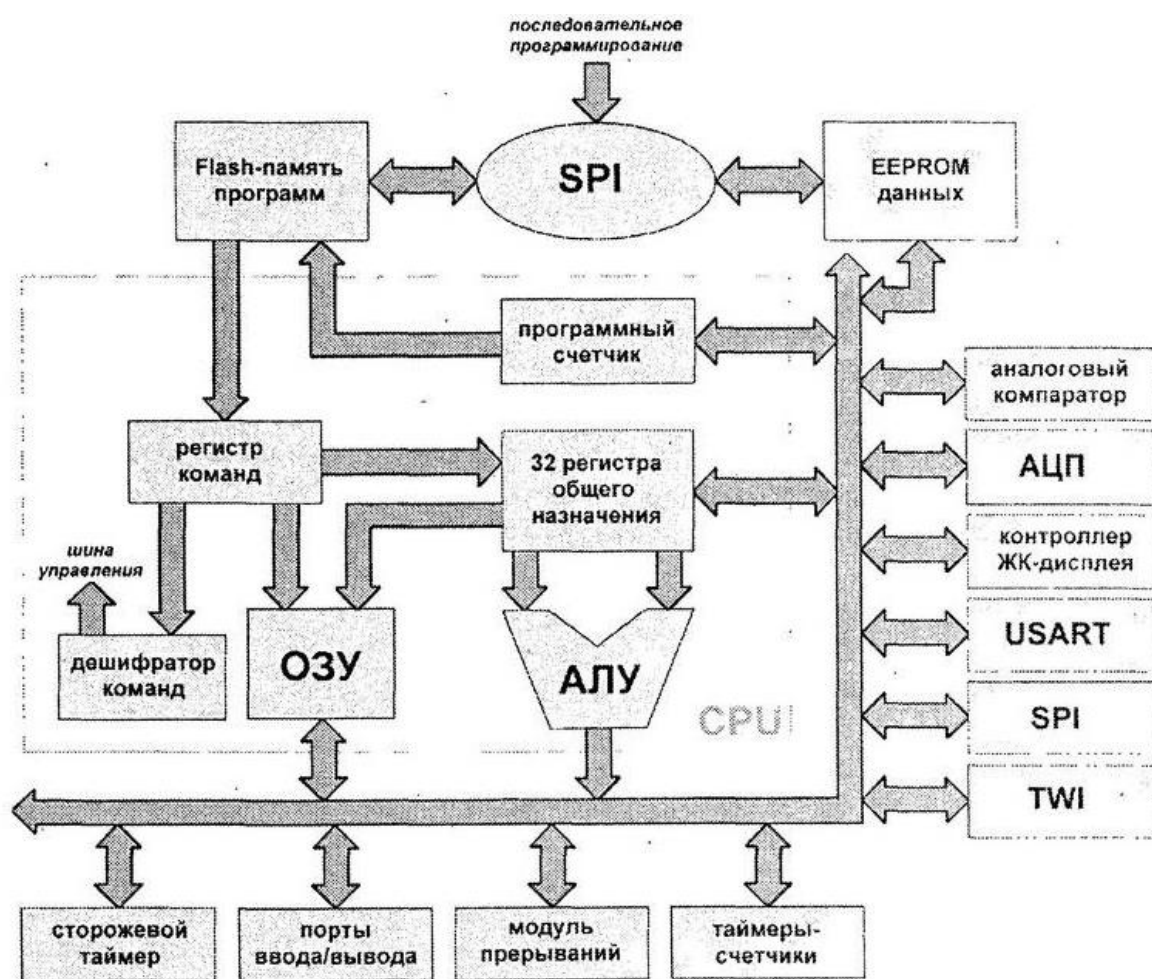 последовательное
программирование
Flash-память
программ
SPI
EEPROM
данных
программный
счетчик
аналоговый
компаратор
регистр
команд
32 регистра
общего
назначения
АЦП
контроллер
ЖК-дисплея
шина
управления
дешифратор
команд
ОЗУ
АЛУ
CPU
USART
SPI
TWI
сторожевой
таймер
порты
ввода/вывода
модуль
прерываний
таймеры-
счетчики